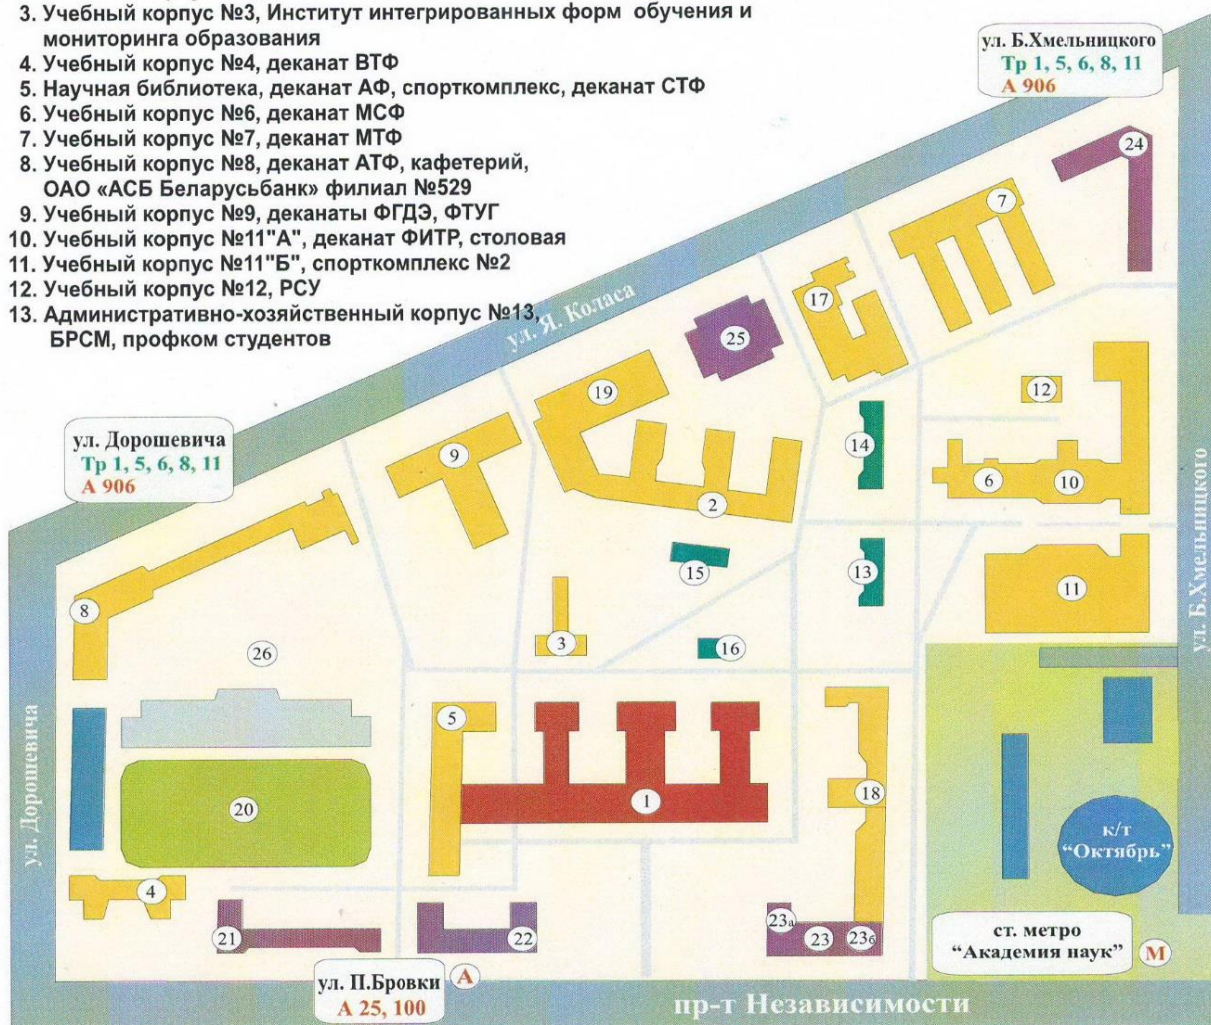 3. Учебный корпус №3, Институт интегрированных форм обучения и
мониторинга образования
4. Учебный корпус №4, деканат ВТФ
5. Научная библиотека, деканат АФ, спорткомплекс, деканат СТФ
6. Учебный корпус №6, деканат МСФ
7. Учебный корпус №7, деканат МТФ
8. Учебный корпус №8, деканат АТФ, кафетерий,
ОАО «АСБ Беларусьбанк» филиал №529
9. Учебный корпус №9, деканаты ФГДЭ, ФТУГ
10. Учебный корпус №11"А", деканат ФИТР, столовая
11. Учебный корпус №11"Б", спорткомплекс №2
12. Учебный корпус №12, РСУ
13. Административно-хозяйственный корпус №13,
БРСМ, профком студентов
ул. Б.Хмельницкого
Тр 1, 5, 6, 8, 11
А 906
24
7
17
ул. Я. Коласа
25
19
12
ул. Дорошевича
Тр 1, 5, 6, 8, 11
А 906
9
14
6
10
2
15
13
11
8
3
16
ул. Б.Хмельницкого
26
5
ул. Дорошевича
20
1
18
к/т
“Октябрь”
4
21
22
23а
23
23б
ст. метро
“Академия наук”
М
ул. П.Бровки
А 25, 100
А
пр-т Независимости